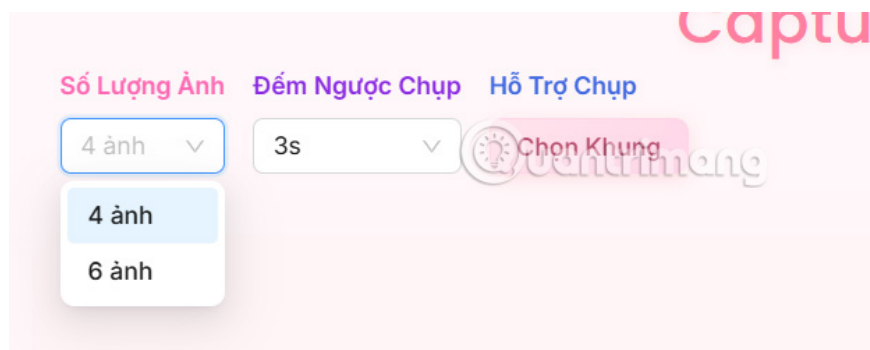 Captu
Số Lượng Ảnh Đếm Ngược Chụp Hỗ Trợ Chụp
4 ảnh 3s Chọn Khung
Quantrimang
4 ảnh
6 ảnh